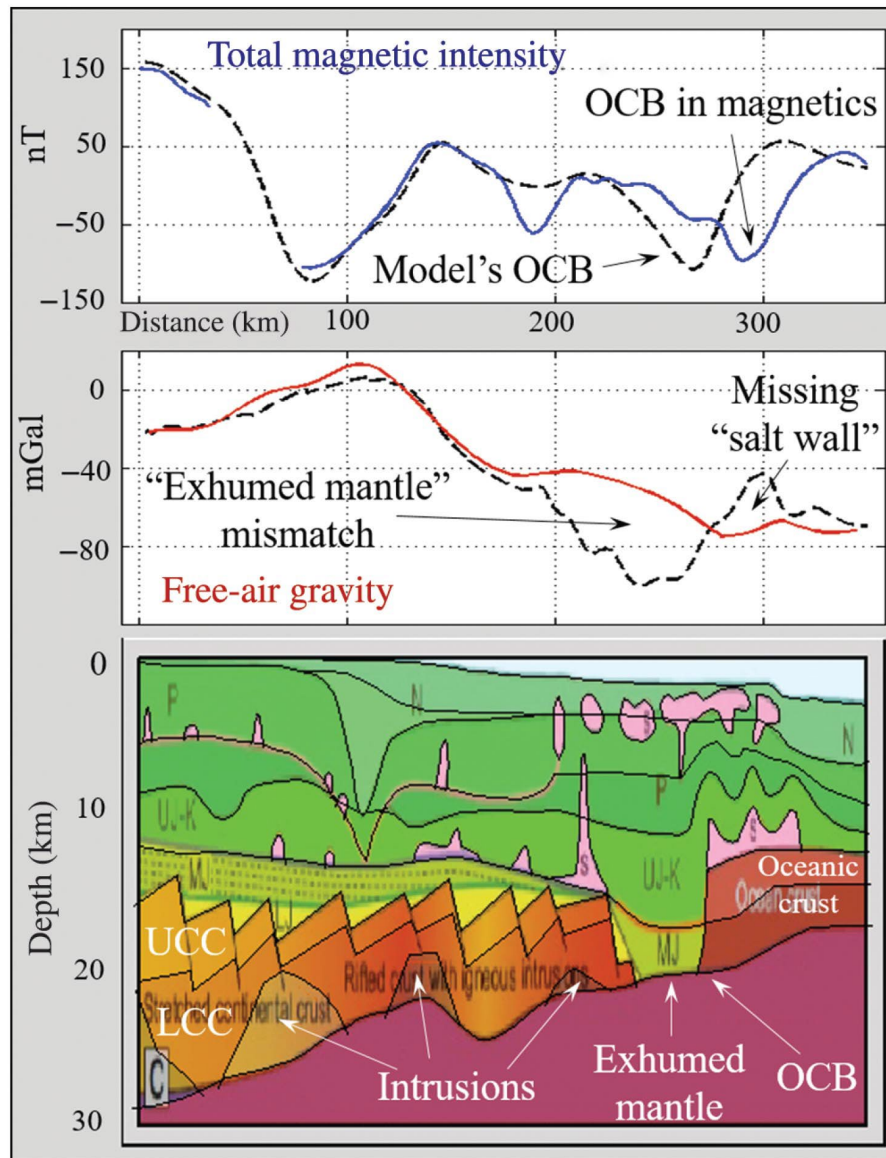 Total magnetic intensity
150
50
−50
−150
nT
OCB in magnetics
Model's OCB
Distance (km)
100
200
300
0
−40
−80
mGal
Missing
"salt wall"
"Exhumed mantle"
mismatch
Free-air gravity
0
10
20
30
Depth (km)
P
N
S
N
P
UJ-K
S
S
UJ-K
MJ
LJ
MJ
Oceanic
crust
Ocean crust
UCC
Rifted crust with igneous intrusions
Stretched continental crust
LCC
C
Intrusions
Exhumed
mantle
OCB